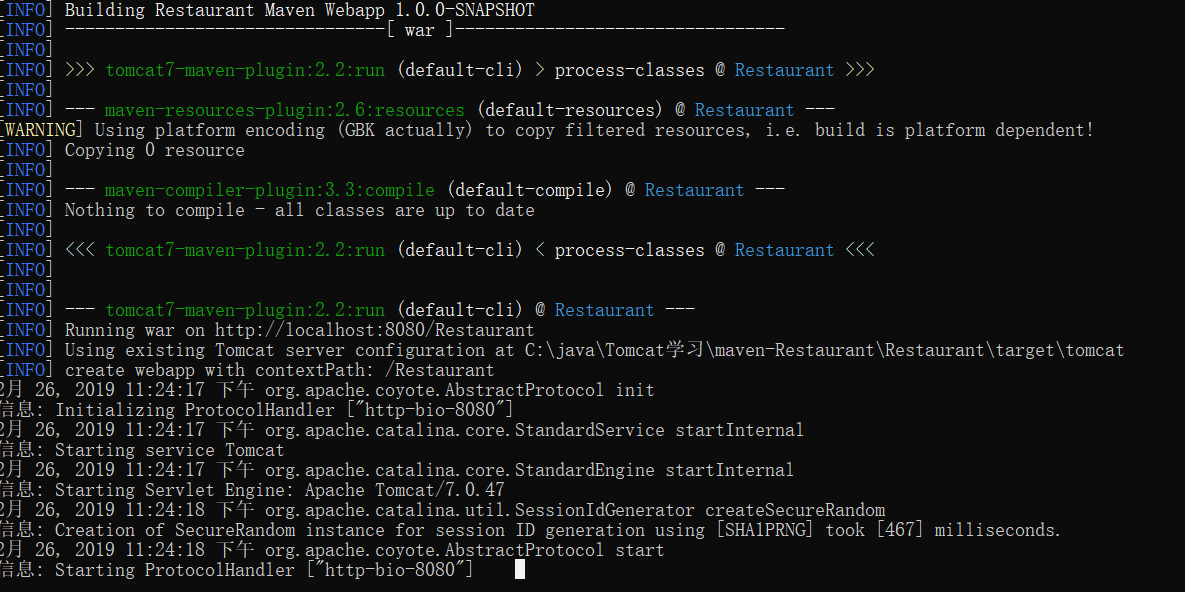 [INFO] Building Restaurant Maven Webapp 1.0.0-SNAPSHOT
[INFO] --------------------------------[ war ]---------------------------------
[INFO]
[INFO] >>> tomcat7-maven-plugin:2.2:run (default-cli) > process-classes @ Restaurant >>>
[INFO]
[INFO] --- maven-resources-plugin:2.6:resources (default-resources) @ Restaurant ---
[WARNING] Using platform encoding (GBK actually) to copy filtered resources, i.e. build is platform dependent!
[INFO] Copying 0 resource
[INFO]
[INFO] --- maven-compiler-plugin:3.3:compile (default-compile) @ Restaurant ---
[INFO] Nothing to compile - all classes are up to date
[INFO]
[INFO] <<< tomcat7-maven-plugin:2.2:run (default-cli) < process-classes @ Restaurant <<<
[INFO]
[INFO]
[INFO] --- tomcat7-maven-plugin:2.2:run (default-cli) @ Restaurant ---
[INFO] Running war on http://localhost:8080/Restaurant
[INFO] Using existing Tomcat server configuration at C:\java\Tomcat学习\maven-Restaurant\Restaurant\target\tomcat
[INFO] create webapp with contextPath: /Restaurant
2月 26, 2019 11:24:17 下午 org.apache.coyote.AbstractProtocol init
信息: Initializing ProtocolHandler ["http-bio-8080"]
2月 26, 2019 11:24:17 下午 org.apache.catalina.core.StandardService startInternal
信息: Starting service Tomcat
2月 26, 2019 11:24:17 下午 org.apache.catalina.core.StandardEngine startInternal
信息: Starting Servlet Engine: Apache Tomcat/7.0.47
2月 26, 2019 11:24:18 下午 org.apache.catalina.util.SessionIdGenerator createSecureRandom
信息: Creation of SecureRandom instance for session ID generation using [SHA1PRNG] took [467] milliseconds.
2月 26, 2019 11:24:18 下午 org.apache.coyote.AbstractProtocol start
信息: Starting ProtocolHandler ["http-bio-8080"]